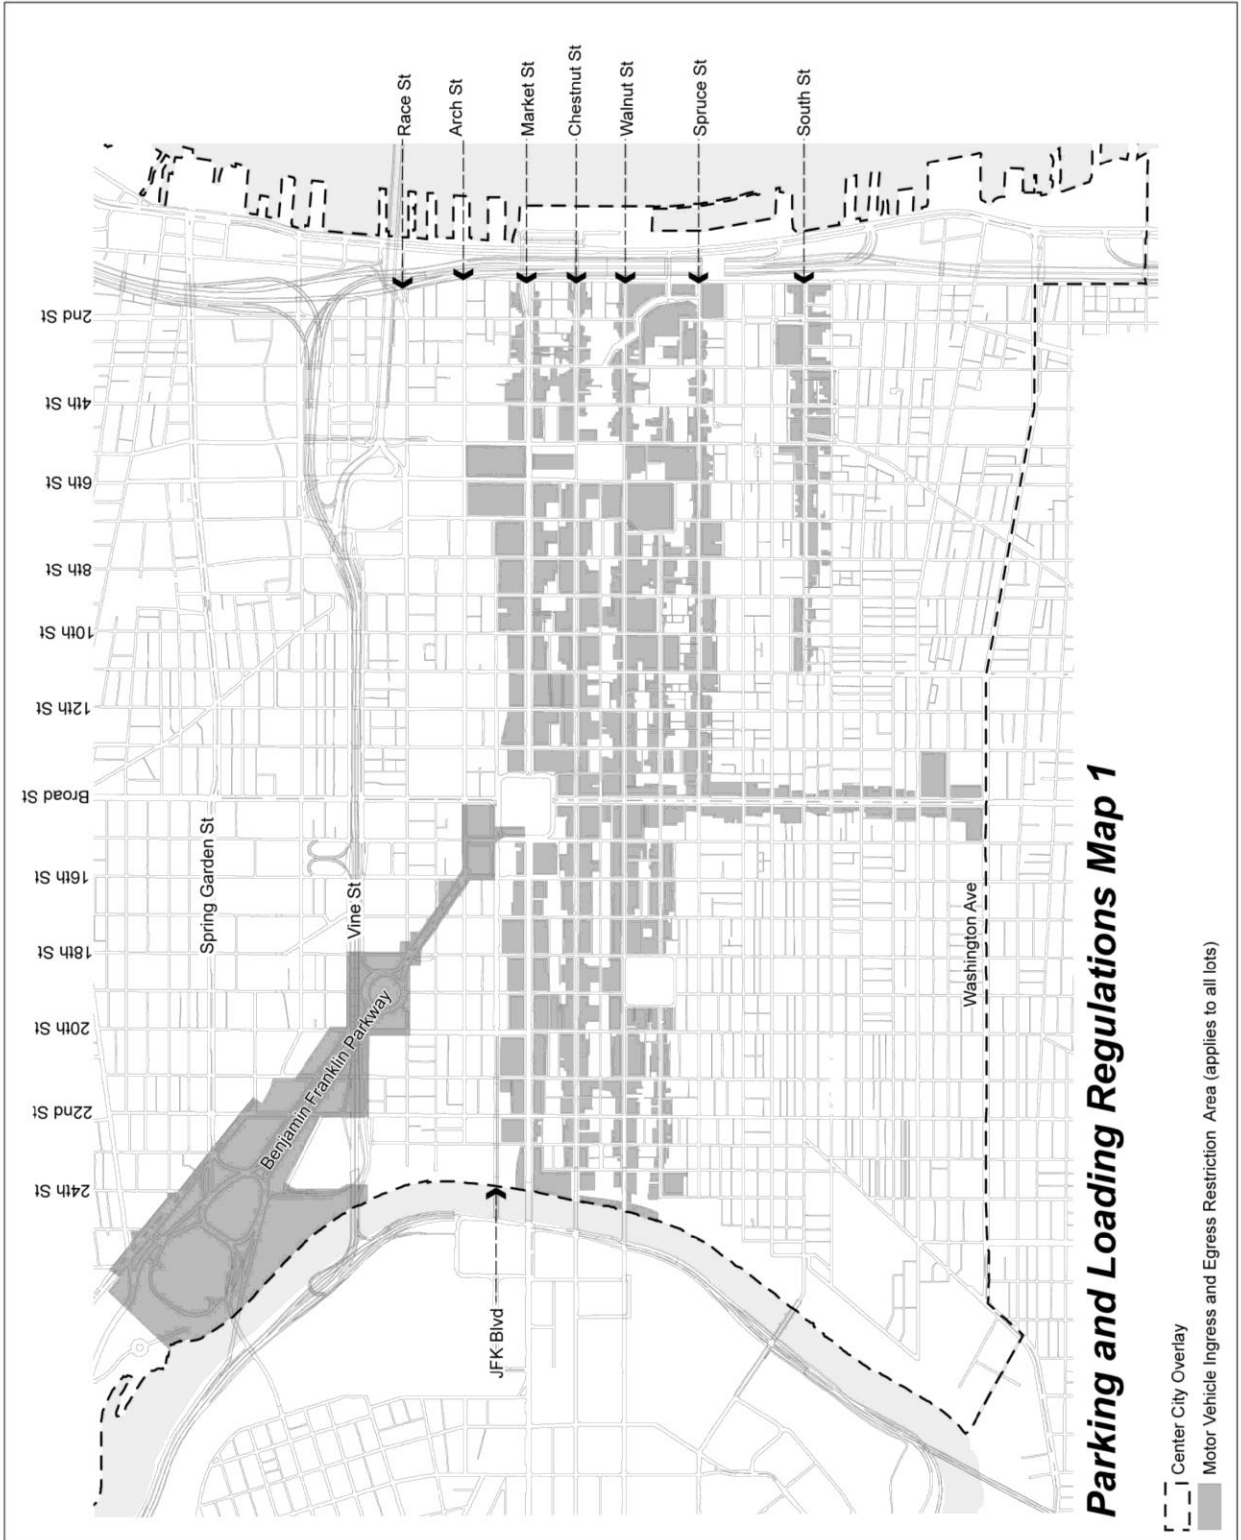 Race St
Arch St
Market St
Chestnut St
Walnut St
Spruce St
South St
2nd St
4th St
6th St
8th St
10th St
12th St
Broad St
16th St
18th St
20th St
22nd St
24th St
Spring Garden St
Vine St
Benjamin Franklin Parkway
JFK Blvd
Washington Ave
Parking and Loading Regulations Map 1
Center City Overlay
Motor Vehicle Ingress and Egress Restriction Area (applies to all lots)